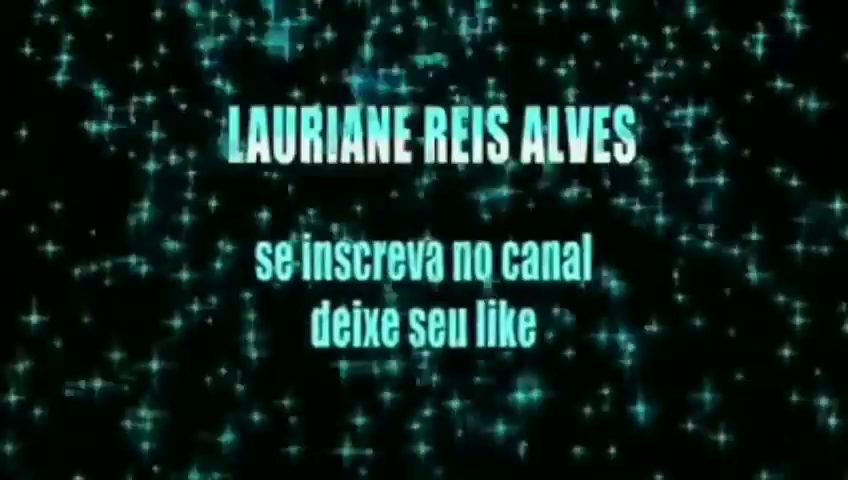 LAURIANE REIS ALVES
se inscreva no canal
deixe seu like